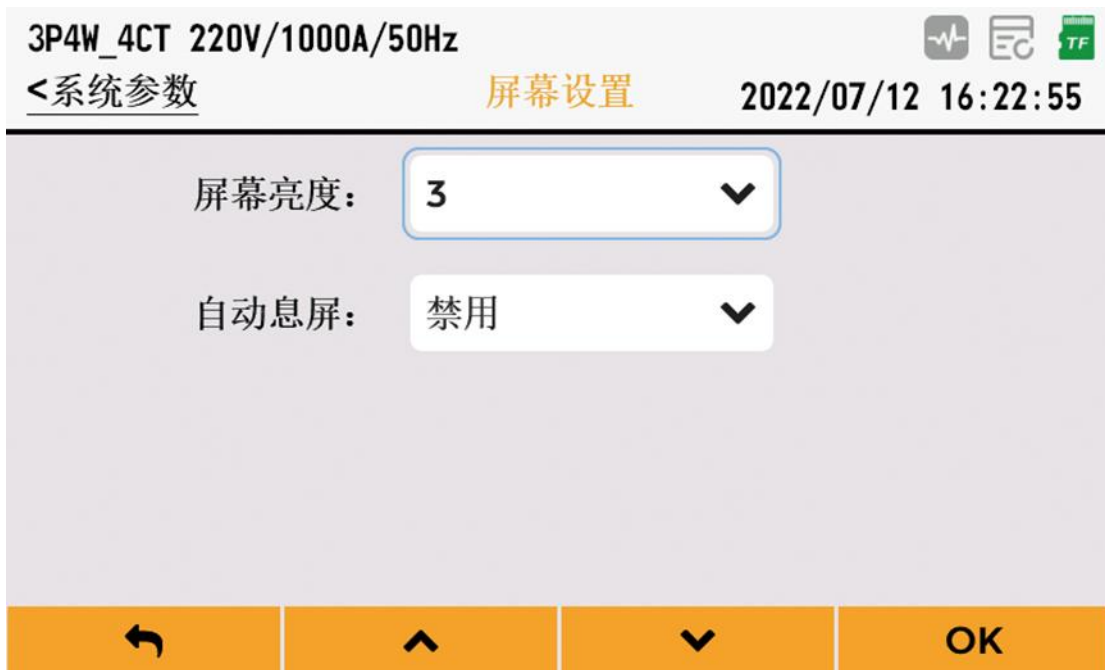 3P4W_4CT 220V/1000A/50Hz
TF
<系统参数 屏幕设置 2022/07/12 16:22:55
屏幕亮度： 3
自动息屏： 禁用
OK